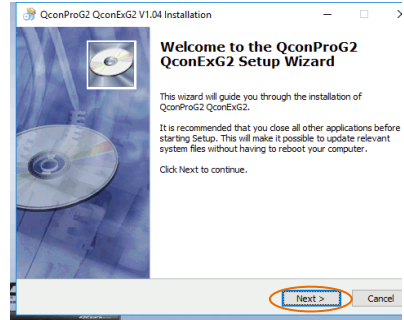 QconProG2 QconExG2 V1.04 Installation
Welcome to the QconProG2
QconExG2 Setup Wizard
This wizard will guide you through the installation of
QconProG2 QconExG2.
It is recommended that you close all other applications before
starting Setup. This will make it possible to update relevant
system files without having to reboot your computer.
Click Next to continue.
Next >
Cancel